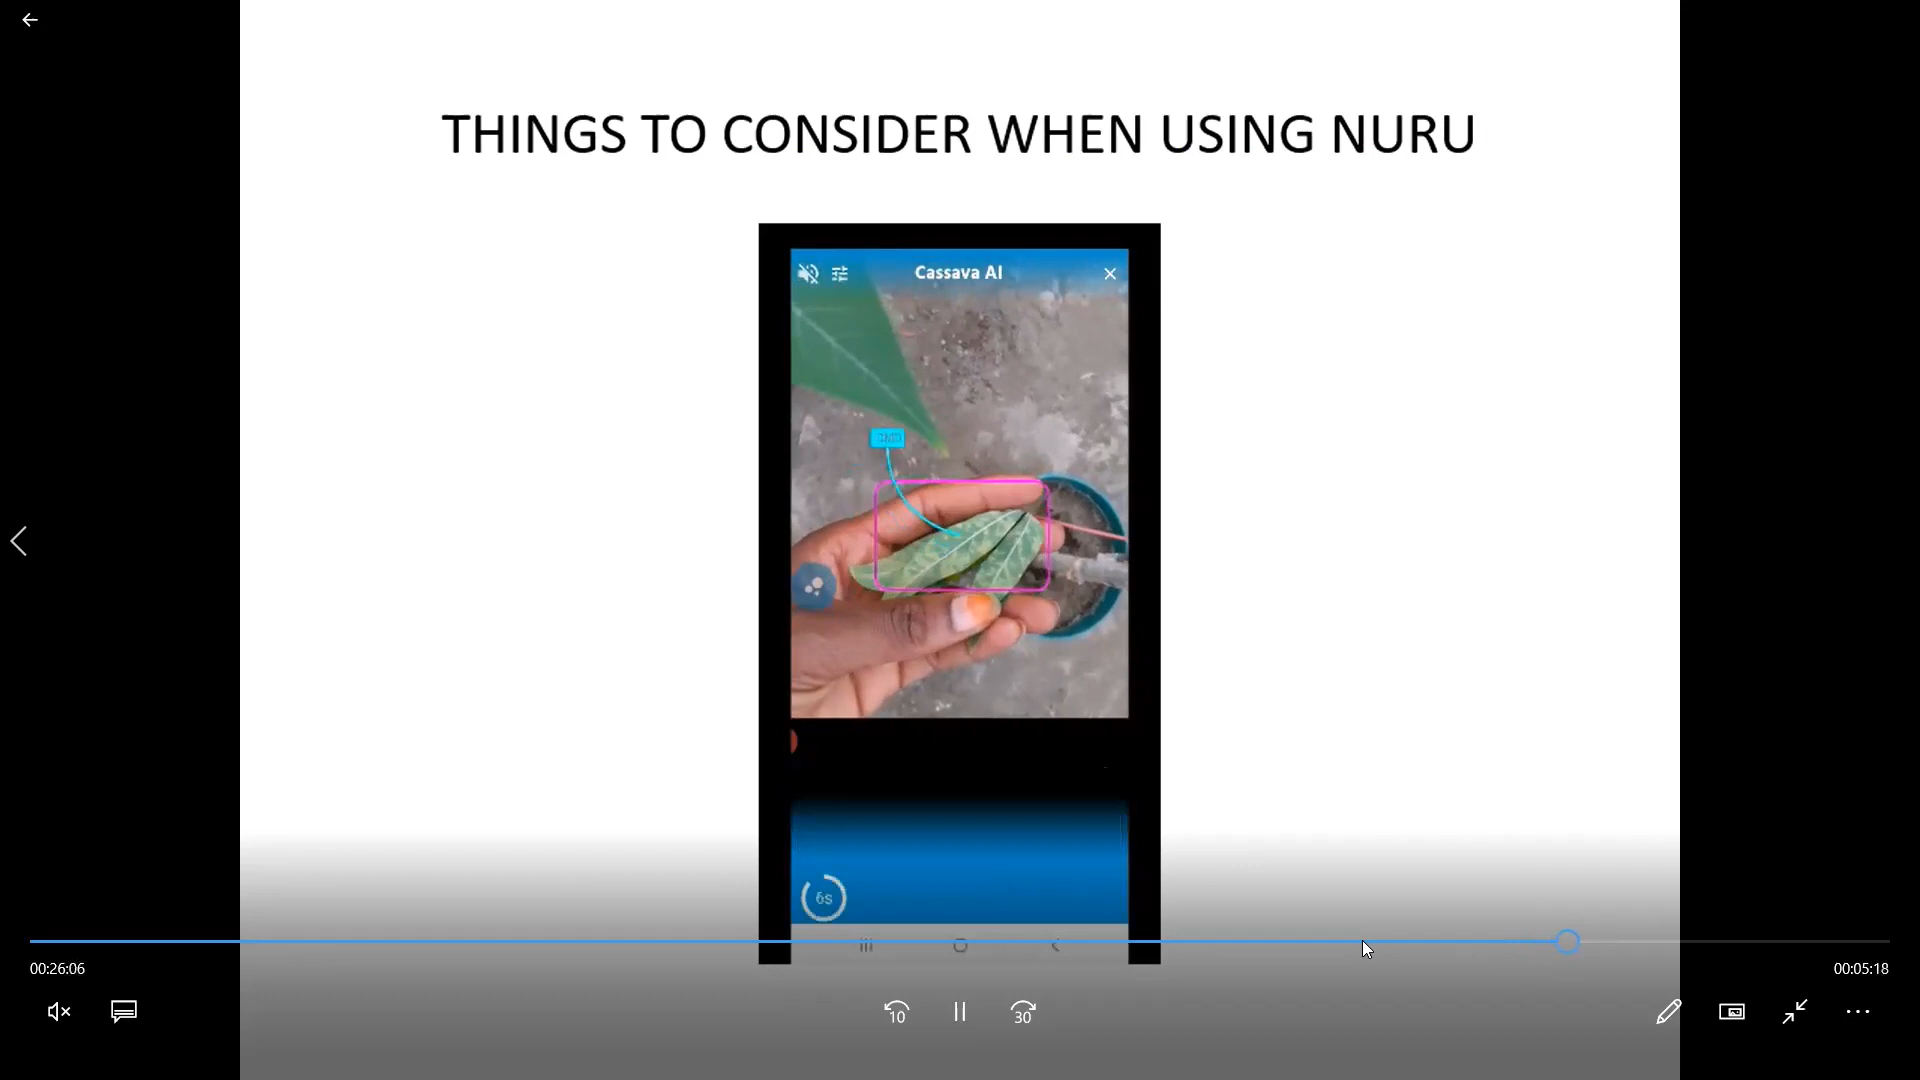 THINGS TO CONSIDER WHEN USING NURU
Cassava AI
6s
00:26:06
00:05:18
10
30